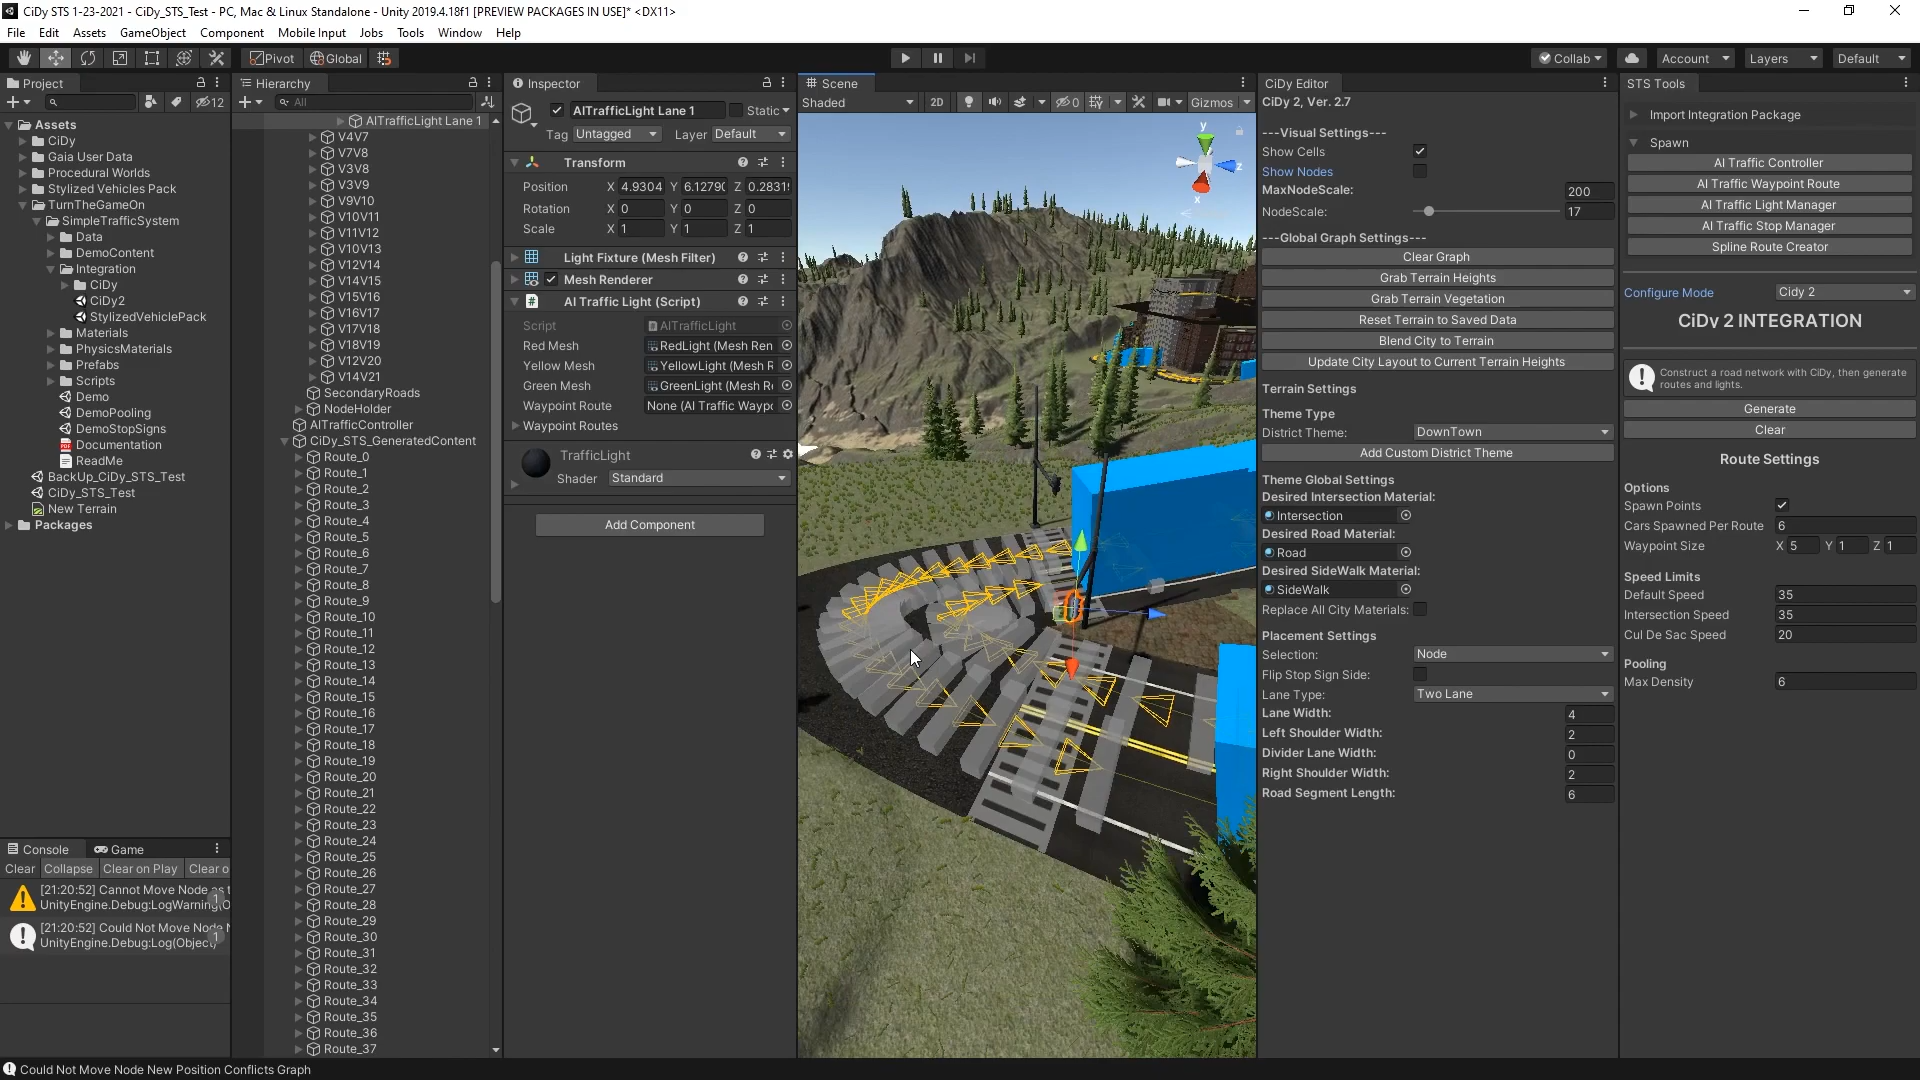 CiDy STS 1-23-2021 - CiDy_STS_Test - PC, Mac & Linux Standalone - Unity 2019.4.18f1 [PREVIEW PACKAGES IN USE]* <DX11>
File Edit Assets GameObject Component Mobile Input Jobs Tools Window Help
Pivot Global Collab Account Layers Default
Project
12
Assets
CiDy
Gaia User Data
Procedural Worlds
Stylized Vehicles Pack
TurnTheGameOn
SimpleTrafficSystem
Data
DemoContent
Integration
CiDy
CiDy2
StylizedVehiclePack
Materials
PhysicsMaterials
Prefabs
Scripts
Demo
DemoPooling
DemoStopSigns
Documentation
ReadMe
BackUp_CiDy_STS_Test
CiDy_STS_Test
New Terrain
Packages
Console Game
Clear Collapse Clear on Play Clear o
[21:20:52] Cannot Move Node as t
UnityEngine.Debug:LogWarning(O
1
[21:20:52] Could Not Move Node N
UnityEngine.Debug:Log(Object)
1
Could Not Move Node New Position Conflicts Graph
Hierarchy
All
AITrafficLight Lane 1
V4V7
V7V8
V3V8
V3V9
V9V10
V10V11
V11V12
V10V13
V12V14
V14V15
V15V16
V16V17
V17V18
V18V19
V12V20
V14V21
SecondaryRoads
NodeHolder
AITrafficController
CiDy_STS_GeneratedContent
Route_0
Route_1
Route_2
Route_3
Route_4
Route_5
Route_6
Route_7
Route_8
Route_9
Route_10
Route_11
Route_12
Route_13
Route_14
Route_15
Route_16
Route_17
Route_18
Route_19
Route_20
Route_21
Route_22
Route_23
Route_24
Route_25
Route_26
Route_27
Route_28
Route_29
Route_30
Route_31
Route_32
Route_33
Route_34
Route_35
Route_36
Route_37
Inspector
AITrafficLight Lane 1 Static
Tag Untagged Layer Default
Transform
Position X 4.9304 Y 6.1279 Z 0.2831
Rotation X 0 Y 0 Z 0
Scale X 1 Y 1 Z 1
Light Fixture (Mesh Filter)
Mesh Renderer
AI Traffic Light (Script)
Script AITrafficLight
Red Mesh RedLight (Mesh Ren
Yellow Mesh YellowLight (Mesh R
Green Mesh GreenLight (Mesh Re
Waypoint Route None (AI Traffic Waypo
Waypoint Routes
TrafficLight
Shader Standard
Add Component
Scene
Shaded 2D 0 Gizmos
y
z
x
CiDy Editor
CiDy 2, Ver. 2.7
---Visual Settings---
Show Cells
Show Nodes
MaxNodeScale: 200
NodeScale: 17
---Global Graph Settings---
Clear Graph
Grab Terrain Heights
Grab Terrain Vegetation
Reset Terrain to Saved Data
Blend City to Terrain
Update City Layout to Current Terrain Heights
Terrain Settings
Theme Type
District Theme: DownTown
Add Custom District Theme
Theme Global Settings
Desired Intersection Material:
Intersection
Desired Road Material:
Road
Desired SideWalk Material:
SideWalk
Replace All City Materials:
Placement Settings
Selection: Node
Flip Stop Sign Side:
Lane Type: Two Lane
Lane Width: 4
Left Shoulder Width: 2
Divider Lane Width: 0
Right Shoulder Width: 2
Road Segment Length: 6
STS Tools
Import Integration Package
Spawn
AI Traffic Controller
AI Traffic Waypoint Route
AI Traffic Light Manager
AI Traffic Stop Manager
Spline Route Creator
Configure Mode Cidy 2
CiDy 2 INTEGRATION
Construct a road network with CiDy, then generate
routes and lights.
Generate
Clear
Route Settings
Options
Spawn Points
Cars Spawned Per Route 6
Waypoint Size X 5 Y 1 Z 1
Speed Limits
Default Speed 35
Intersection Speed 35
Cul De Sac Speed 20
Pooling
Max Density 6